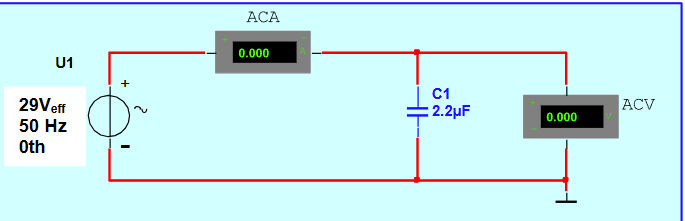 ACA
U1
0.000
A
+
29Veff
50 Hz
0th
C1
2.2µF
ACV
0.000
V